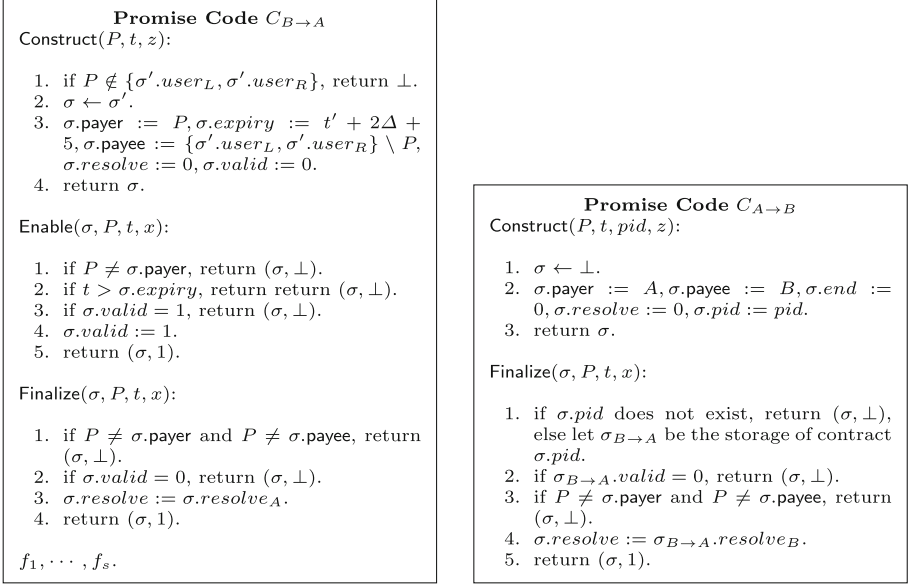 Promise Code $C_{B \to A}$
Construct(P, t, z):
1. if P ∉ {σ′.user_L, σ′.user_R}, return ⊥.
2. σ ← σ′.
3. σ.payer := P, σ.expiry := t′ + 2Δ +
5, σ.payee := {σ′.user_L, σ′.user_R} \ P,
σ.resolve := 0, σ.valid := 0.
4. return σ.
Enable(σ, P, t, x):
1. if P ≠ σ.payer, return (σ, ⊥).
2. if t > σ.expiry, return return (σ, ⊥).
3. if σ.valid = 1, return (σ, ⊥).
4. σ.valid := 1.
5. return (σ, 1).
Finalize(σ, P, t, x):
1. if P ≠ σ.payer and P ≠ σ.payee, return
(σ, ⊥).
2. if σ.valid = 0, return (σ, ⊥).
3. σ.resolve := σ.resolve_A.
4. return (σ, 1).
f_1, ⋯ , f_s.
Promise Code $C_{A \to B}$
Construct(P, t, pid, z):
1. σ ← ⊥.
2. σ.payer := A, σ.payee := B, σ.end :=
0, σ.resolve := 0, σ.pid := pid.
3. return σ.
Finalize(σ, P, t, x):
1. if σ.pid does not exist, return (σ, ⊥),
else let σ_{B→A} be the storage of contract
σ.pid.
2. if σ_{B→A}.valid = 0, return (σ, ⊥).
3. if P ≠ σ.payer and P ≠ σ.payee, return
(σ, ⊥).
4. σ.resolve := σ_{B→A}.resolve_B.
5. return (σ, 1).